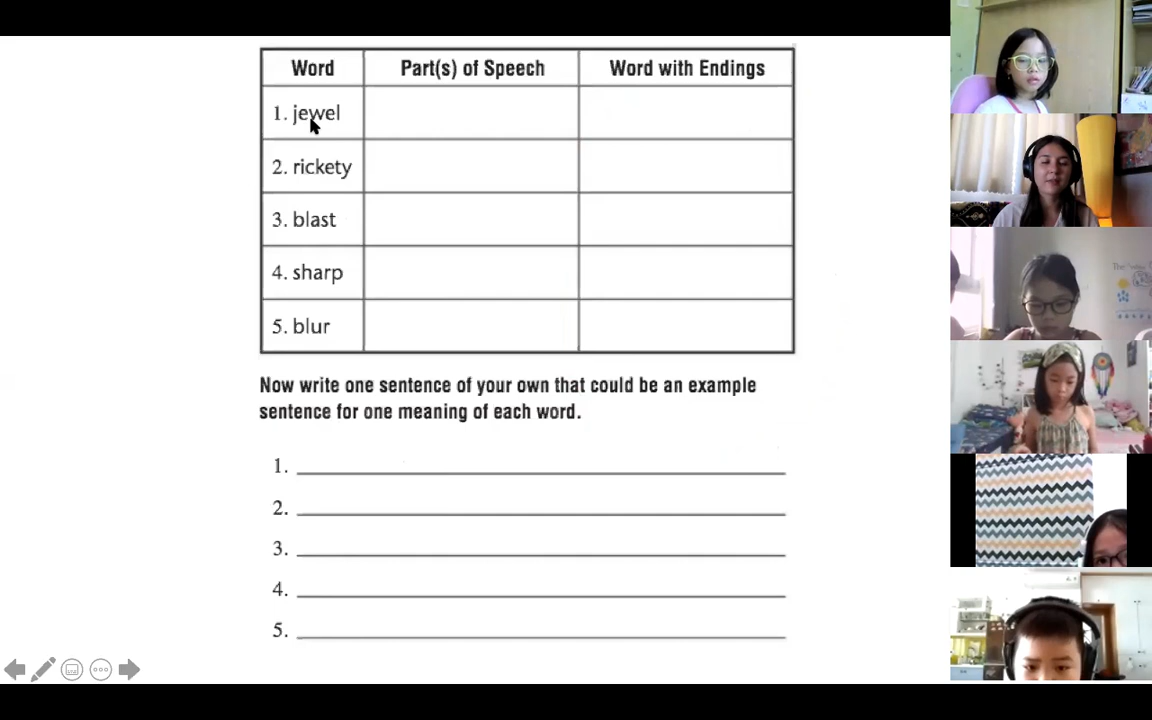 Word Part(s) of Speech Word with Endings
1. jewel
2. rickety
3. blast
4. sharp
5. blur
Now write one sentence of your own that could be an example
sentence for one meaning of each word.
1.
2.
3.
4.
5.
The